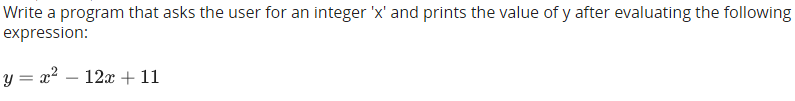 Write a program that asks the user for an integer 'x' and prints the value of y after evaluating the following
expression:
y = x² − 12x + 11